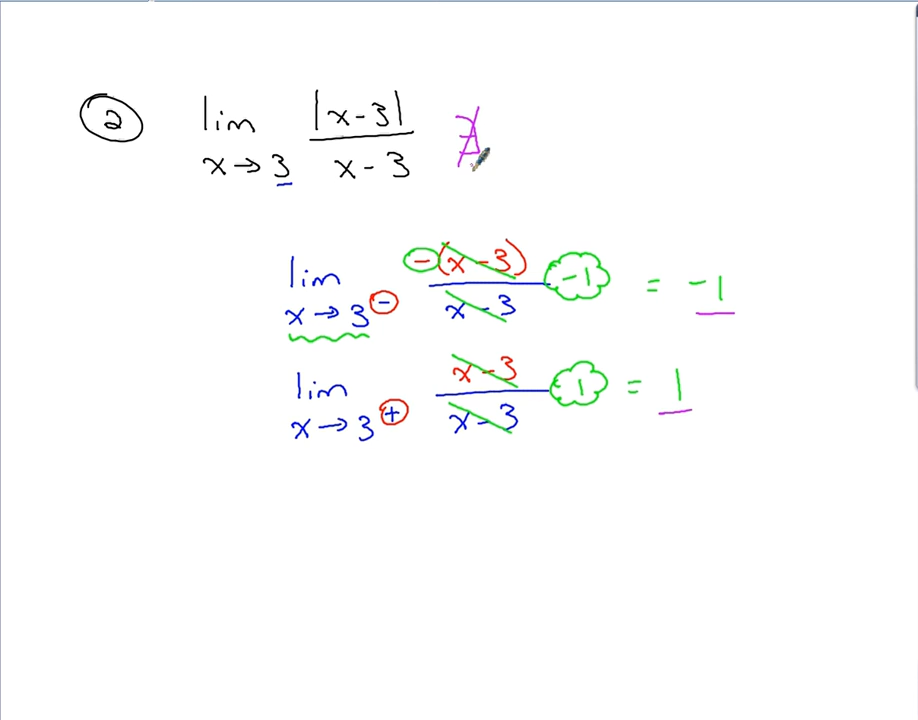 ② lim x→3 |x-3| / x-3 ∄
lim x→3⁻ -(x-3) / x-3 -1 = -1
lim x→3⁺ x-3 / x-3 1 = 1